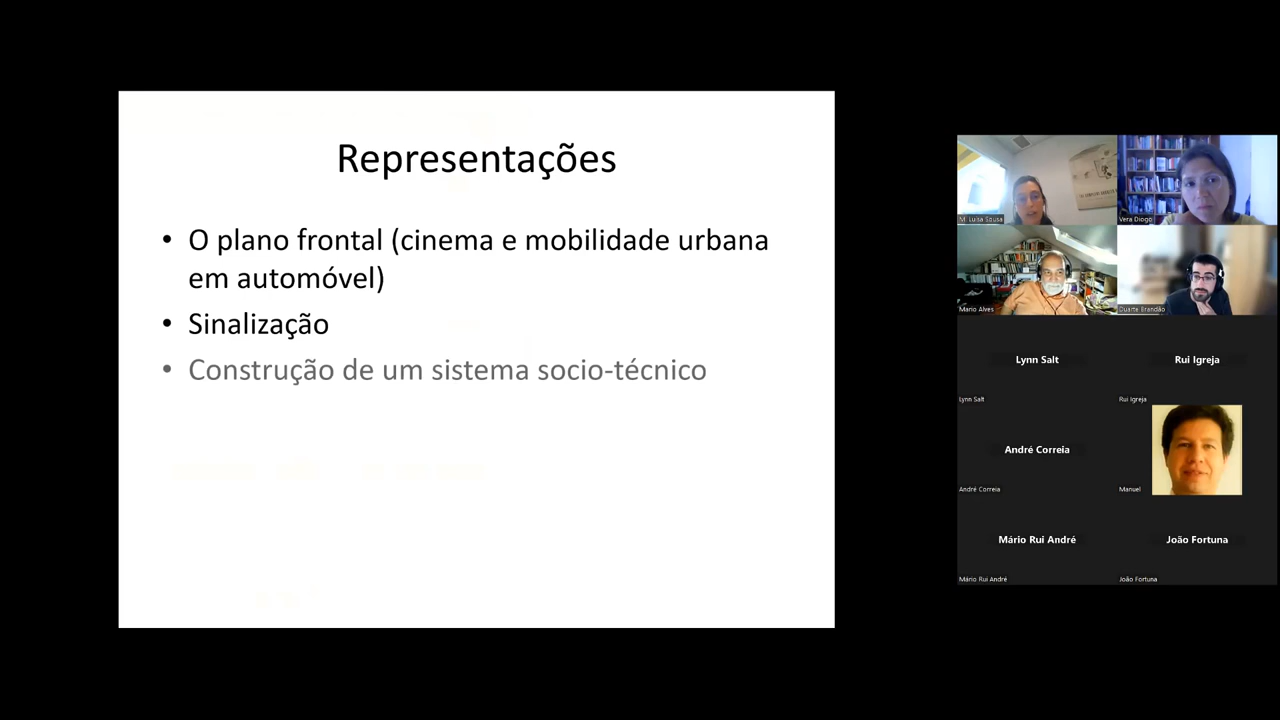 Representações
• O plano frontal (cinema e mobilidade urbana
em automóvel)
• Sinalização
• Construção de um sistema socio-técnico
M. Luísa Sousa
Vera Diogo
Mario Alves
Duarte Brandão
Lynn Salt
Lynn Salt
Rui Igreja
Rui Igreja
André Correia
André Correia
Manuel
Mário Rui André
Mário Rui André
João Fortuna
João Fortuna